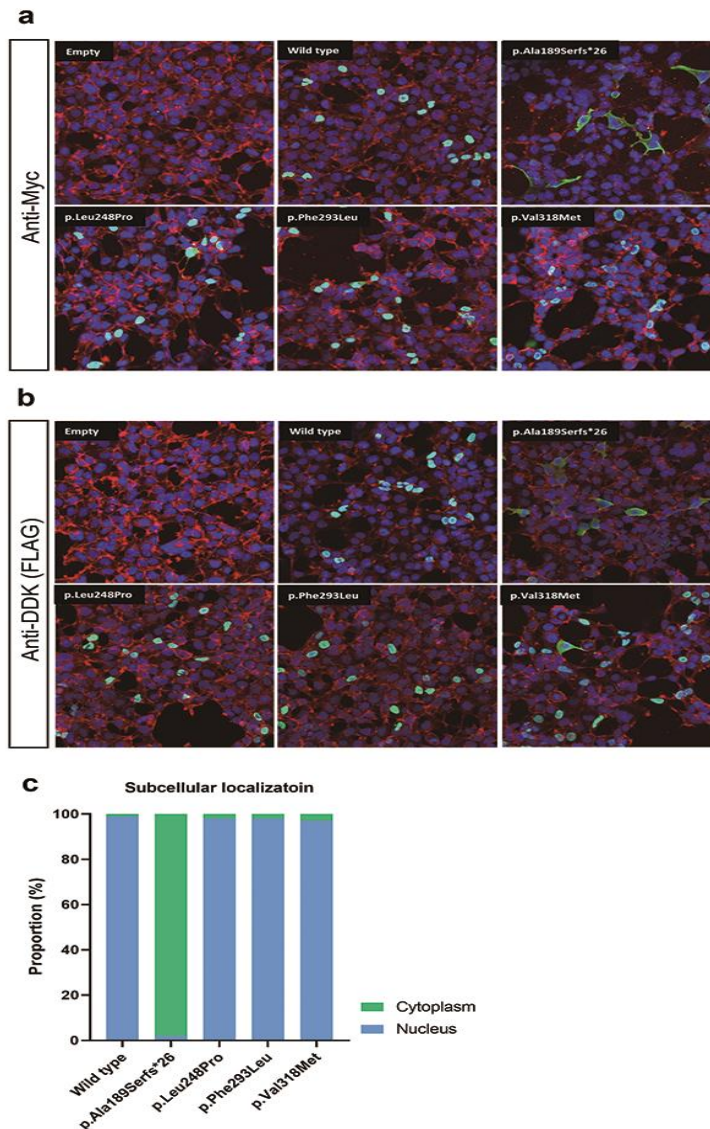 a
Anti-Myc
Empty
Wild type
p.Ala189Serfs*26
p.Leu248Pro
p.Phe293Leu
p.Val318Met
b
Anti-DDK (FLAG)
Empty
Wild type
p.Ala189Serfs*26
p.Leu248Pro
p.Phe293Leu
p.Val318Met
c
Subcellular localizatoin
Proportion (%)
100
80
60
40
20
0
Wild type
p.Ala189Serfs*26
p.Leu248Pro
p.Phe293Leu
p.Val318Met
Cytoplasm
Nucleus